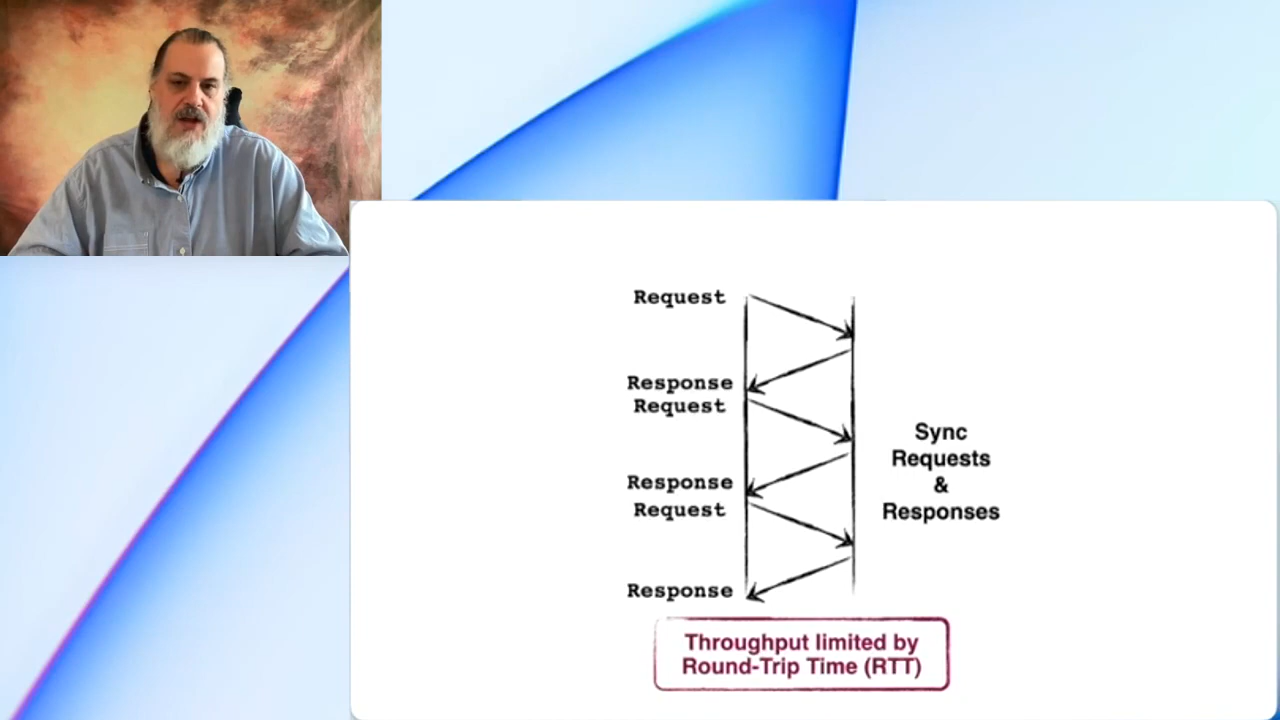 Request
Response
Request
Response
Request
Response
Sync
Requests
&
Responses
Throughput limited by
Round-Trip Time (RTT)